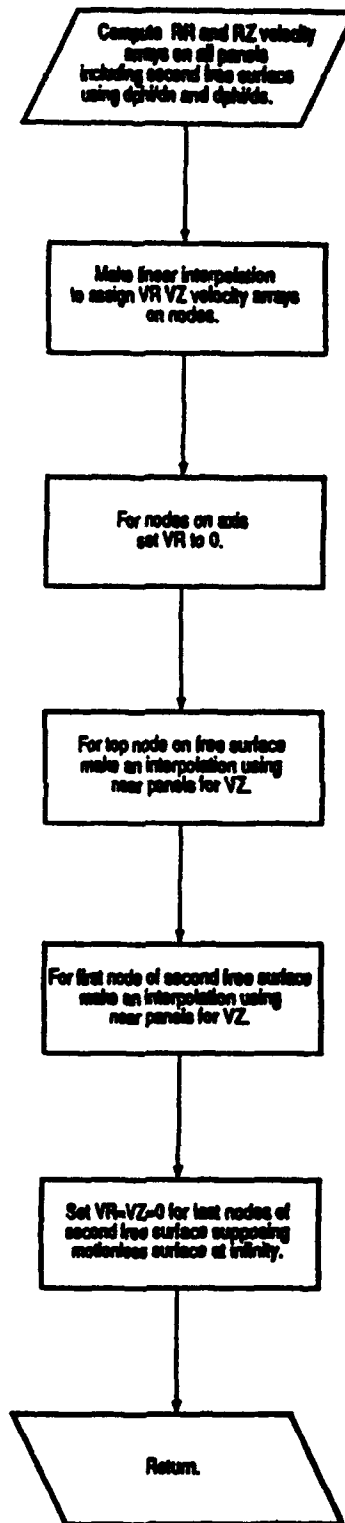 Compute RR and RZ velocity
arrays on all panels
including second free surface
using dphi/dn and dphi/ds.
Make linear interpolation
to assign VR VZ velocity arrays
on nodes.
For nodes on axis
set VR to 0.
For top node on free surface
make an interpolation using
near panels for VZ.
For first node of second free surface
make an interpolation using
near panels for VZ.
Set VR=VZ=0 for last nodes of
second free surface supposing
motionless surface at infinity.
Return.